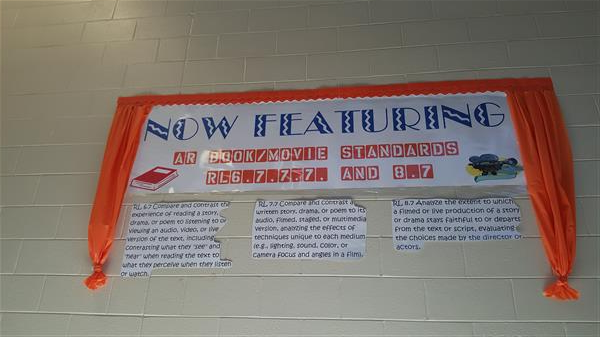 NOW FEATURING
AR BOOK/MOVIE STANDARDS
RL6.7.7.7. AND 8.7
RL 6.7 Compare and contrast the
experience of reading a story,
drama, or poem to listening to or
viewing an audio, video, or live
version of the text, including
contrasting what they "see" and
"hear" when reading the text to
what they perceive when they listen
or watch.
RL 7.7 Compare and contrast a
written story, drama, or poem to its
audio, filmed, staged, or multimedia
version, analyzing the effects of
techniques unique to each medium
(e.g., lighting, sound, color, or
camera focus and angles in a film).
RL 8.7 Analyze the extent to which
a filmed or live production of a story
or drama stays faithful to or departs
from the text or script, evaluating
the choices made by the director or
actors.